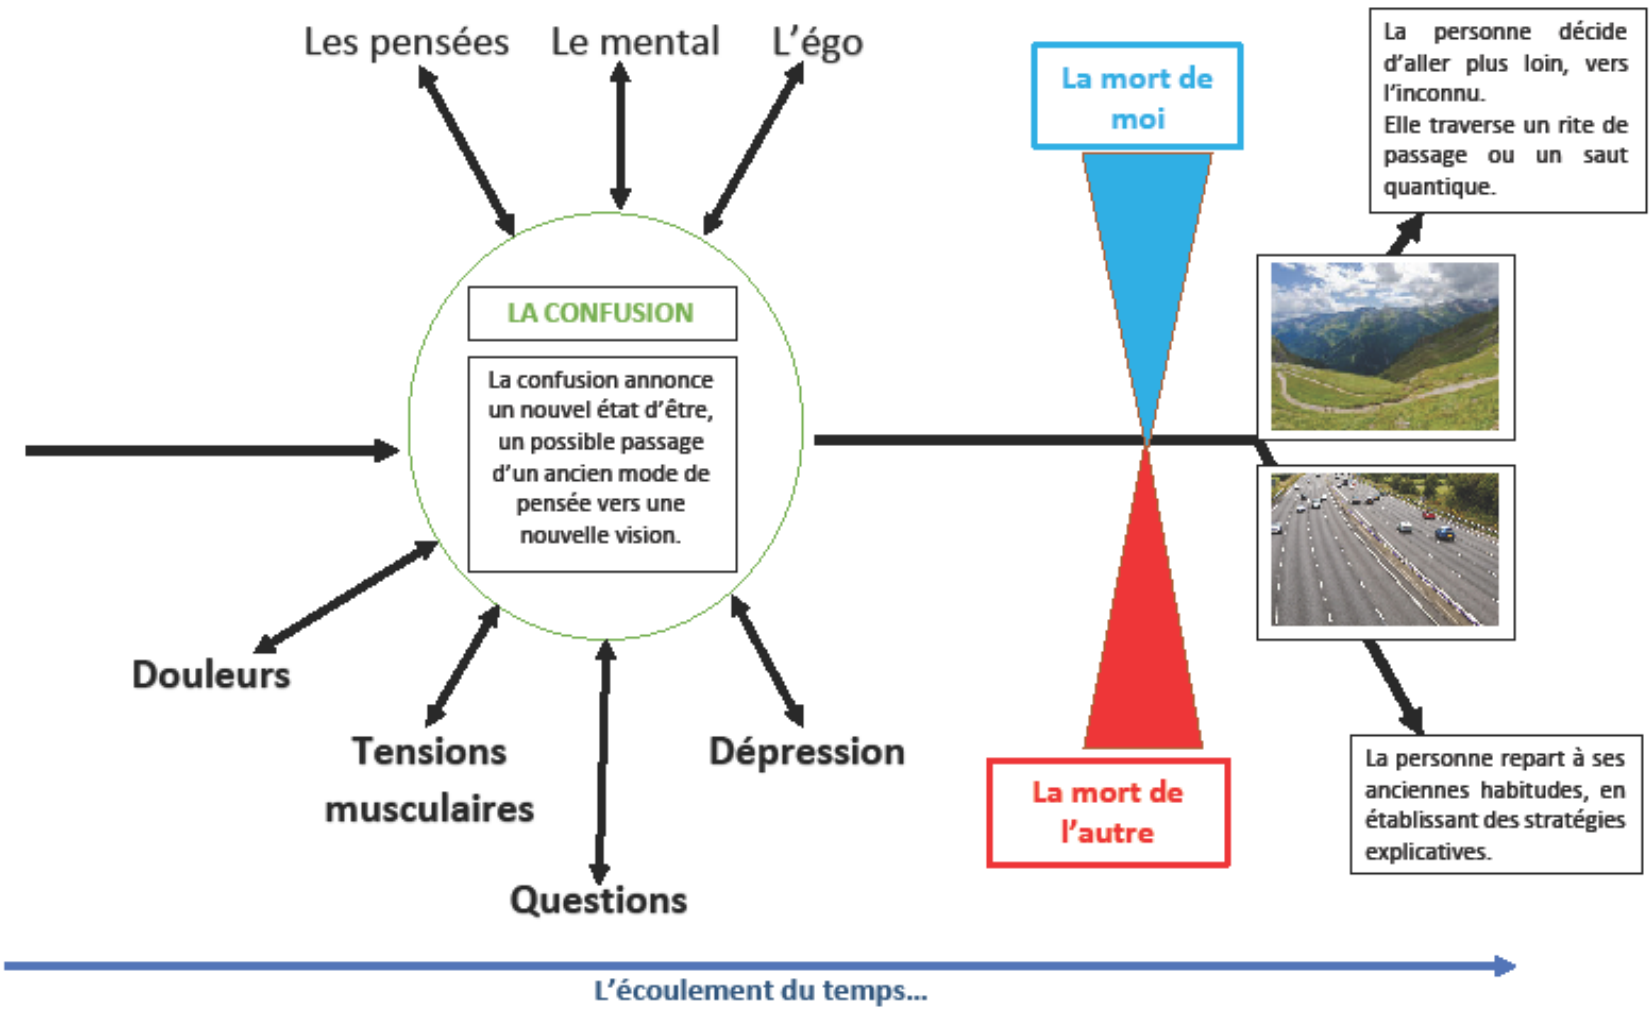 Les pensées
Le mental
L'égo
LA CONFUSION
La confusion annonce
un nouvel état d'être,
un possible passage
d'un ancien mode de
pensée vers une
nouvelle vision.
Douleurs
Tensions
musculaires
Questions
Dépression
La mort de
moi
La mort de
l'autre
La personne décide
d'aller plus loin, vers
l'inconnu.
Elle traverse un rite de
passage ou un saut
quantique.
La personne repart à ses
anciennes habitudes, en
établissant des stratégies
explicatives.
L'écoulement du temps...